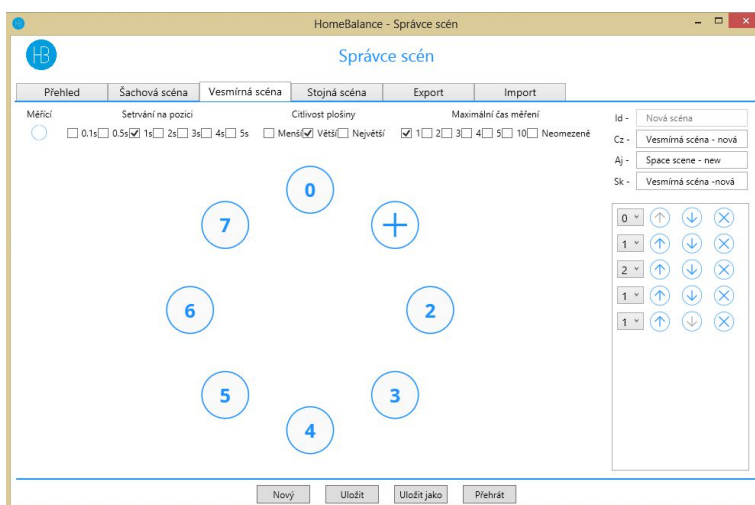 HomeBalance - Správce scén
HB
Správce scén
Přehled Šachová scéna Vesmírná scéna Stojná scéna Export Import
Měřící Setrvání na pozici Citlivost plošiny Maximální čas měření
0.1s 0.5s 1s 2s 3s 4s 5s Menší Větší Největší 1 2 3 4 5 10 Neomezené
Id - Nová scéna
Cz - Vesmírná scéna - nová
Aj - Space scene - new
Sk - Vesmírná scéna -nová
0
7
6
2
5
3
4
0
1
2
1
1
Nový Uložit Uložit jako Přehrát